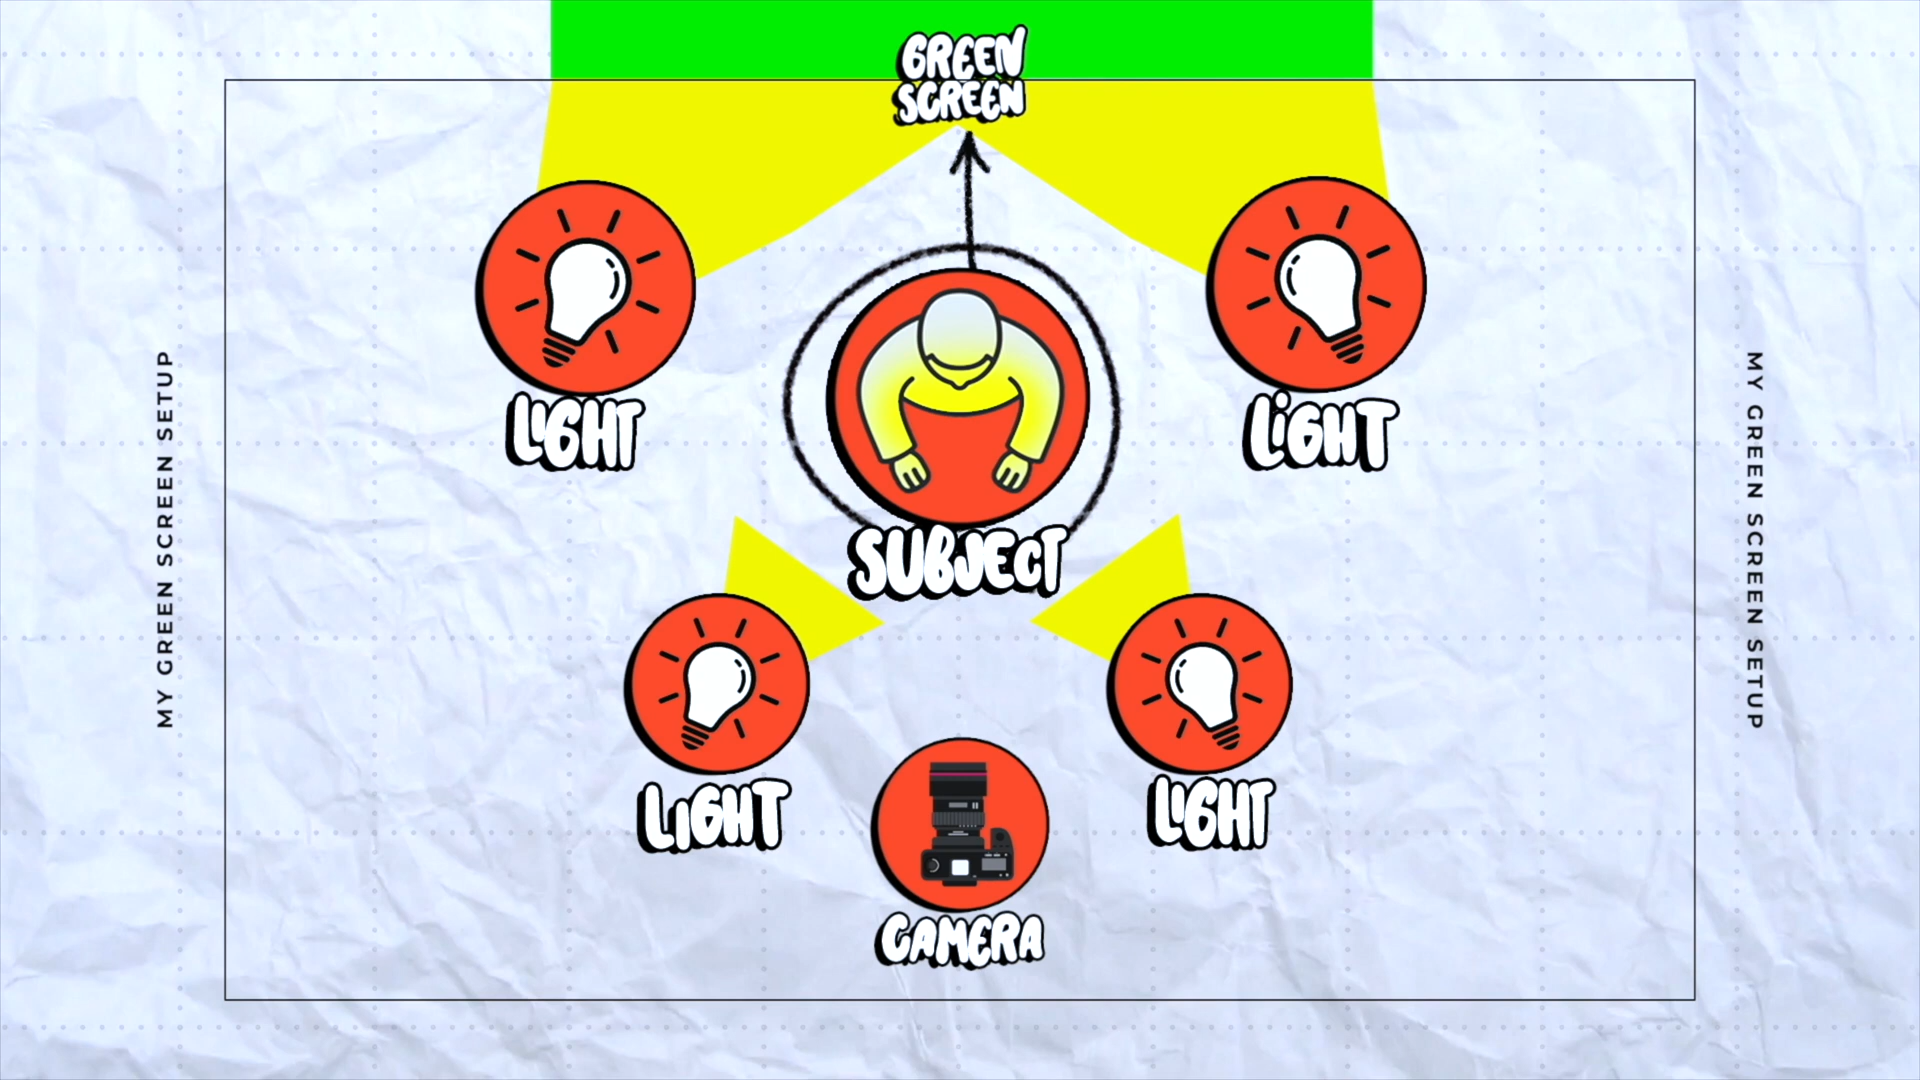 GREEN
SCREEN
LIGHT
LIGHT
SUBJECT
LIGHT
LIGHT
CAMERA
MY GREEN SCREEN SETUP
MY GREEN SCREEN SETUP